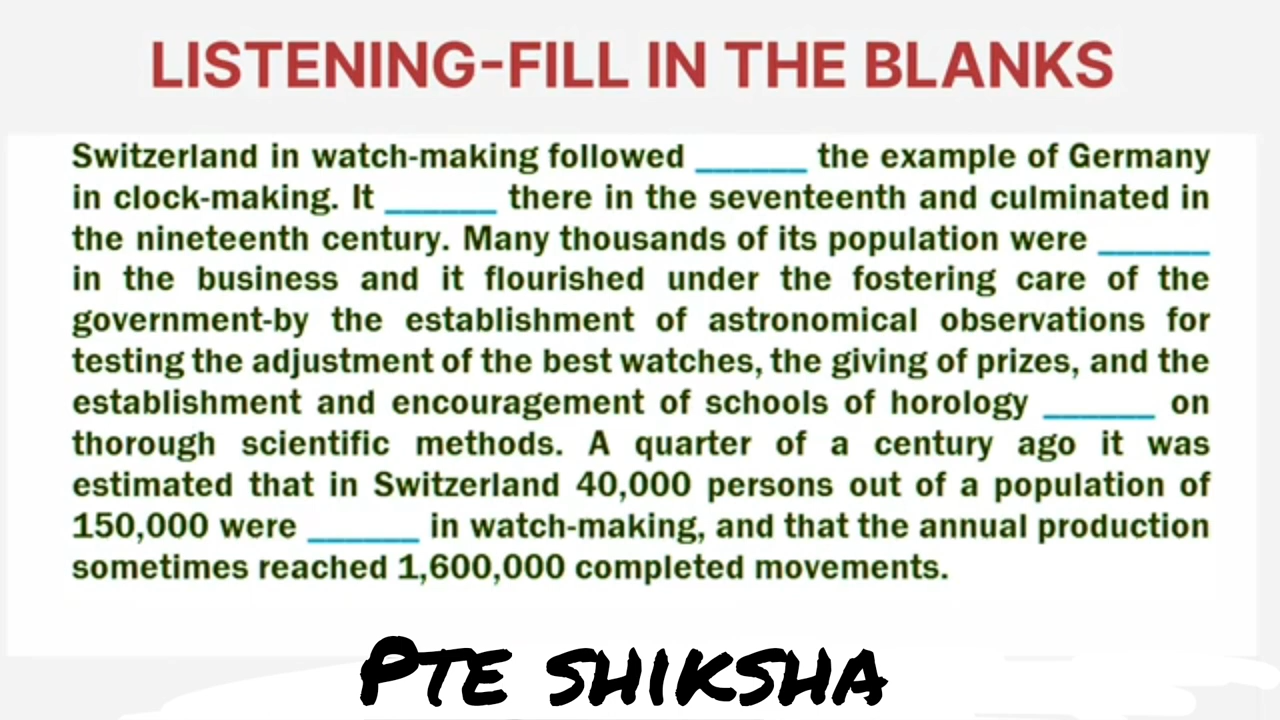 LISTENING-FILL IN THE BLANKS
Switzerland in watch-making followed ______ the example of Germany
in clock-making. It ______ there in the seventeenth and culminated in
the nineteenth century. Many thousands of its population were ______
in the business and it flourished under the fostering care of the
government-by the establishment of astronomical observations for
testing the adjustment of the best watches, the giving of prizes, and the
establishment and encouragement of schools of horology ______ on
thorough scientific methods. A quarter of a century ago it was
estimated that in Switzerland 40,000 persons out of a population of
150,000 were ______ in watch-making, and that the annual production
sometimes reached 1,600,000 completed movements.
PTE SHIKSHA